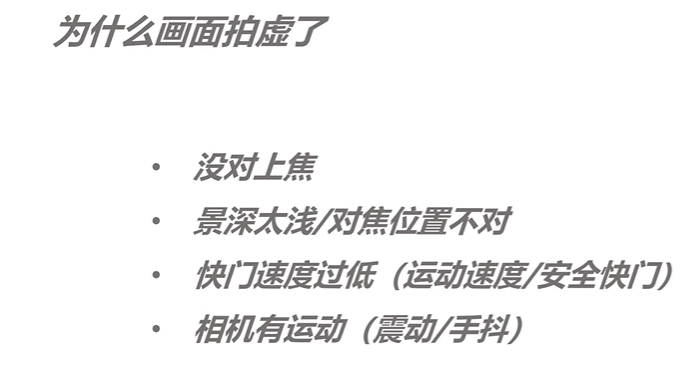 为什么画面拍虚了
• 没对上焦
• 景深太浅/对焦位置不对
• 快门速度过低（运动速度/安全快门）
• 相机有运动（震动/手抖）